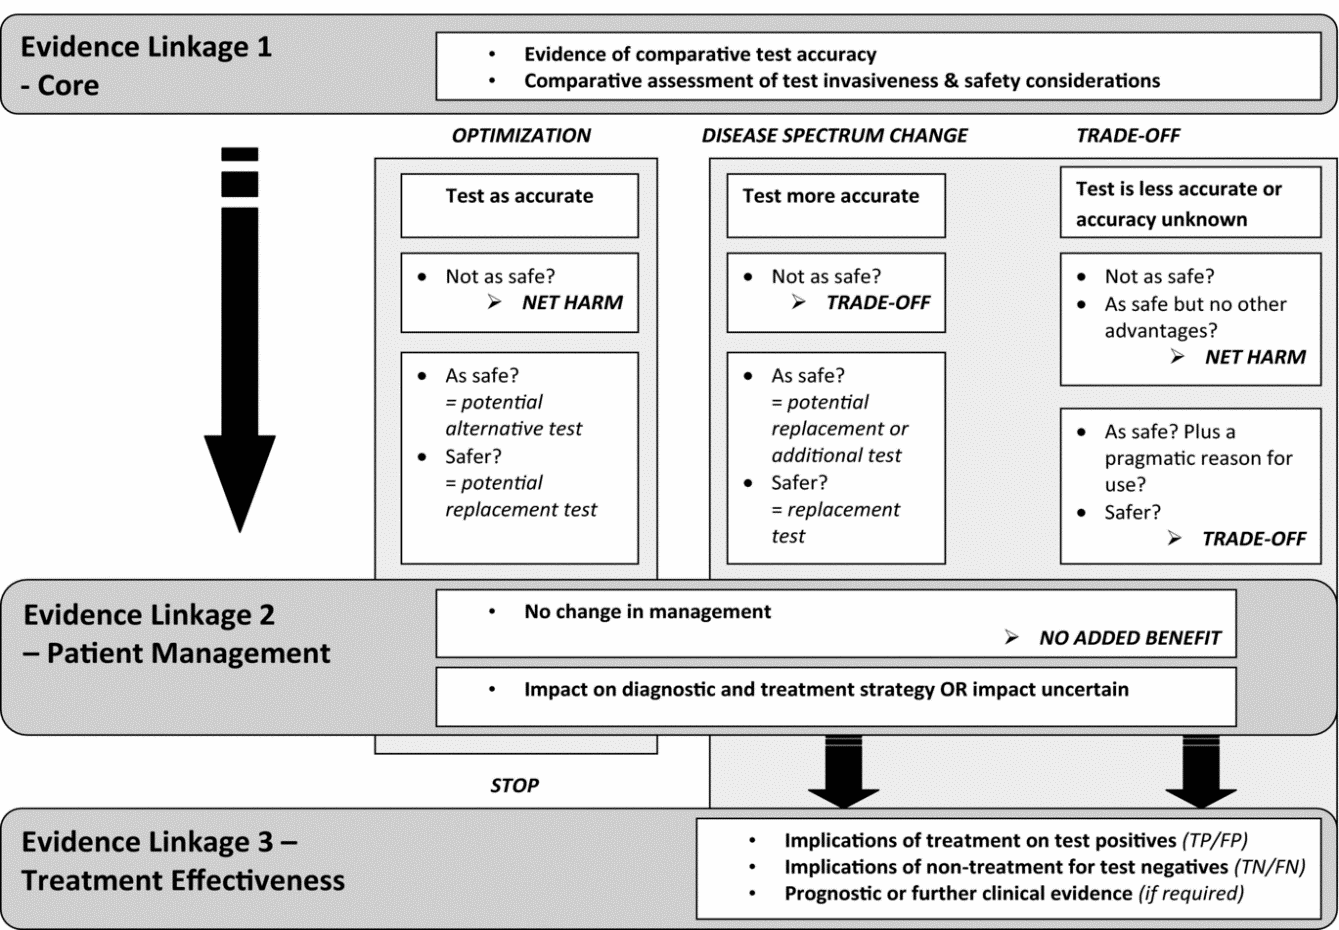 Evidence Linkage 1
- Core
• Evidence of comparative test accuracy
• Comparative assessment of test invasiveness & safety considerations
OPTIMIZATION
DISEASE SPECTRUM CHANGE
TRADE-OFF
Test as accurate
• Not as safe?
➢ NET HARM
• As safe?
= potential
alternative test
• Safer?
= potential
replacement test
Test more accurate
• Not as safe?
➢ TRADE-OFF
• As safe?
= potential
replacement or
additional test
• Safer?
= replacement
test
Test is less accurate or
accuracy unknown
• Not as safe?
• As safe but no other
advantages?
➢ NET HARM
• As safe? Plus a
pragmatic reason for
use?
• Safer?
➢ TRADE-OFF
Evidence Linkage 2
– Patient Management
• No change in management
➢ NO ADDED BENEFIT
• Impact on diagnostic and treatment strategy OR impact uncertain
STOP
Evidence Linkage 3 –
Treatment Effectiveness
• Implications of treatment on test positives (TP/FP)
• Implications of non-treatment for test negatives (TN/FN)
• Prognostic or further clinical evidence (if required)